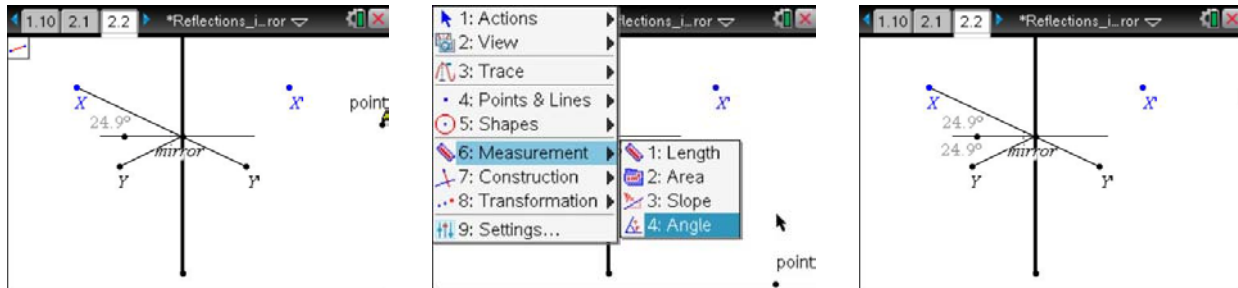 1.10 2.1 2.2 *Reflections_i...ror
X
X'
point
24.9°
mirror
Y
Y'
1: Actions
2: View
3: Trace
4: Points & Lines
5: Shapes
6: Measurement
7: Construction
8: Transformation
9: Settings...
1: Length
2: Area
3: Slope
4: Angle
flections_i...ror
X'
point
1.10 2.1 2.2 *Reflections_i...ror
X
X'
24.9°
24.9°
mirror
Y
Y'